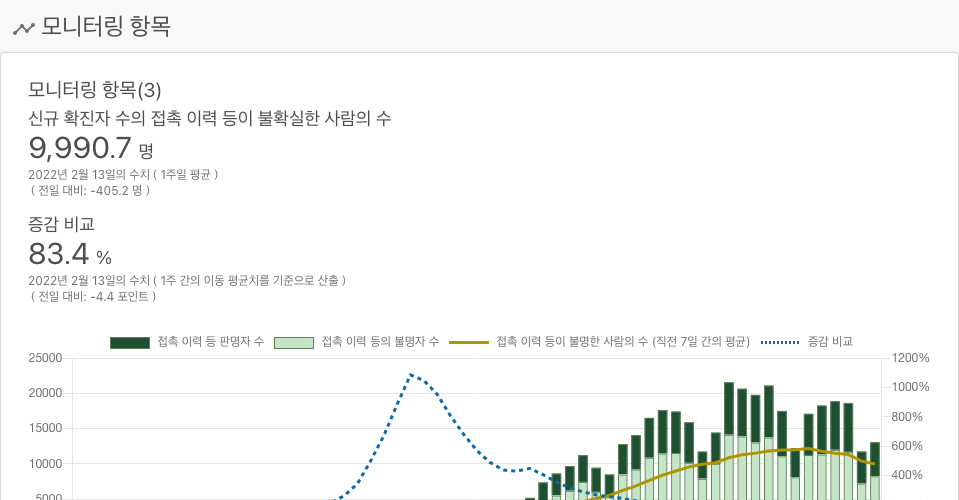 모니터링 항목
모니터링 항목(3)
신규 확진자 수의 접촉 이력 등이 불확실한 사람의 수
9,990.7 명
2022년 2월 13일의 수치 ( 1주일 평균 )
( 전일 대비: -405.2 명 )
증감 비교
83.4 %
2022년 2월 13일의 수치 ( 1주 간의 이동 평균치를 기준으로 산출 )
( 전일 대비: -4.4 포인트 )
접촉 이력 등 판명자 수 접촉 이력 등의 불명자 수 접촉 이력 등이 불명한 사람의 수 (직전 7일 간의 평균) 증감 비교
25000 1200%
20000 1000%
15000 800%
10000 600%
5000 400%